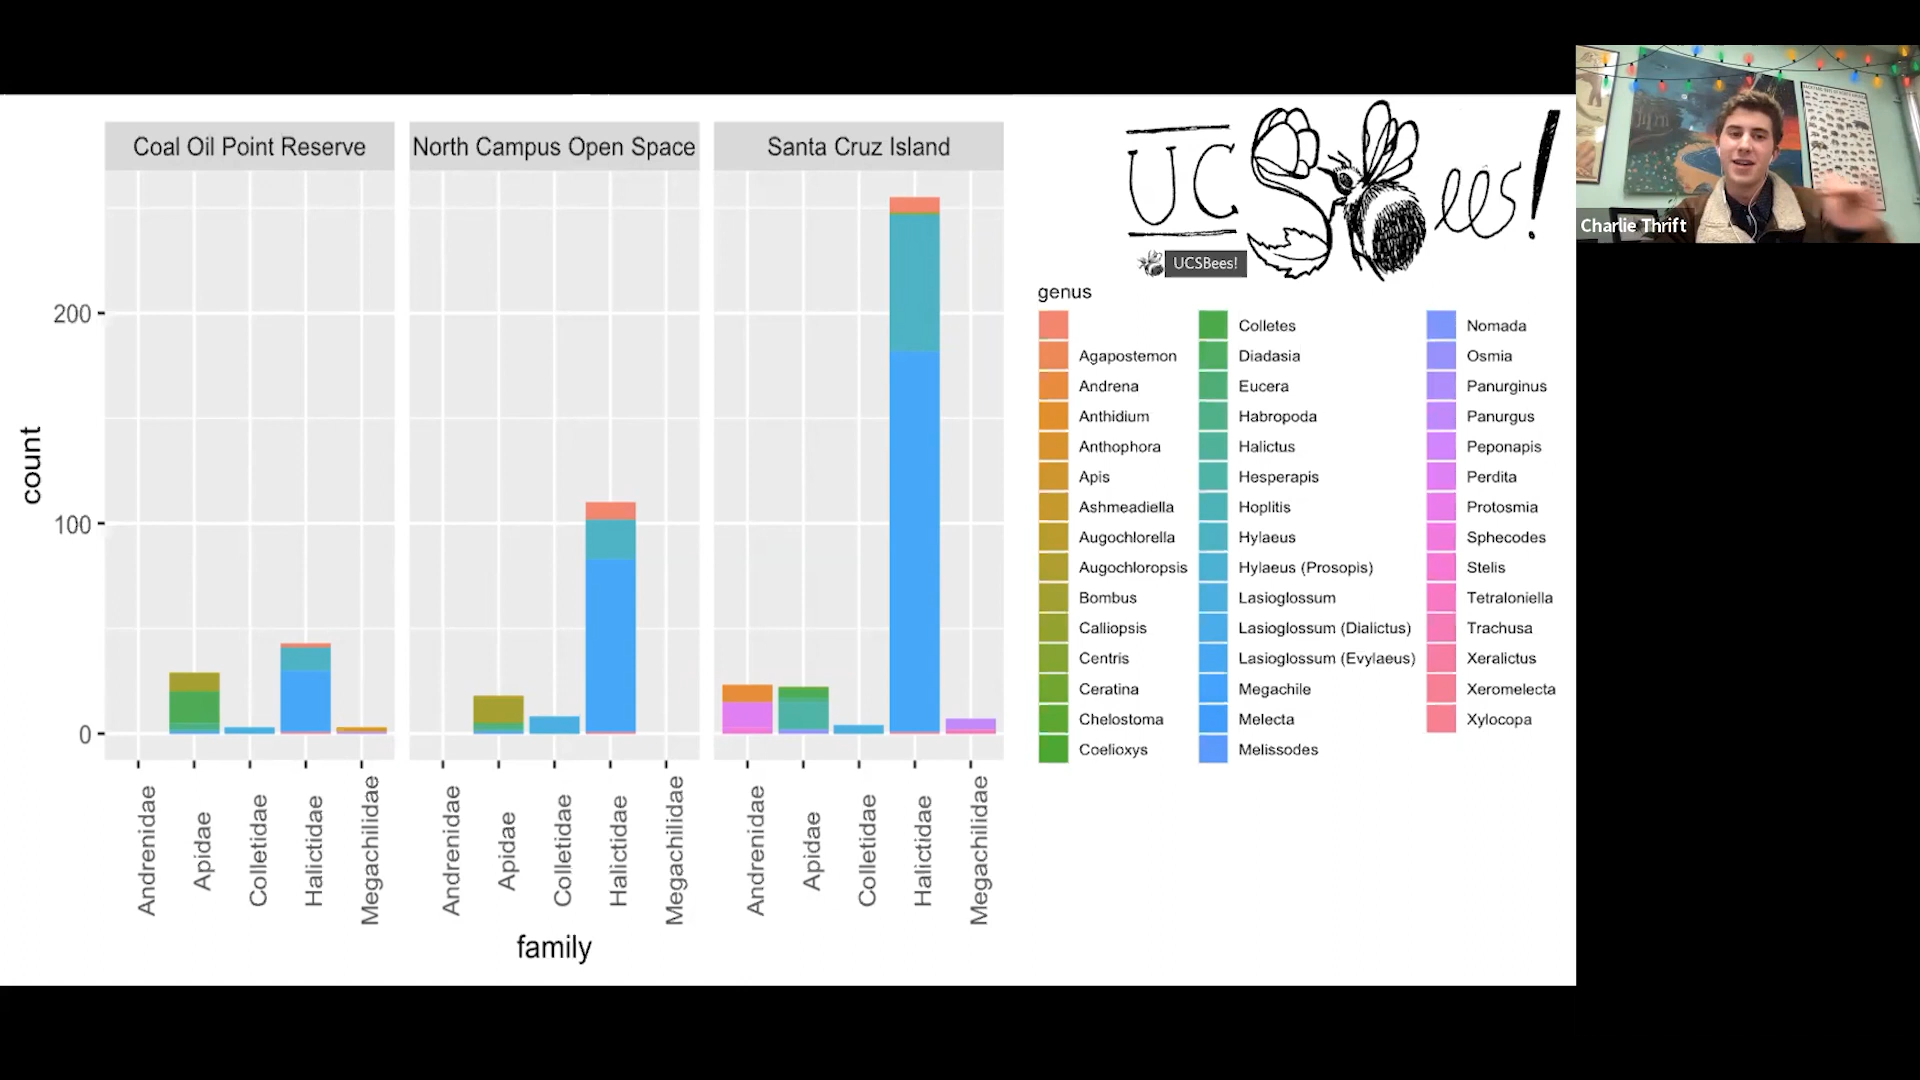 Coal Oil Point Reserve
North Campus Open Space
Santa Cruz Island
200
100
0
count
Andrenidae
Apidae
Colletidae
Halictidae
Megachilidae
Andrenidae
Apidae
Colletidae
Halictidae
Megachilidae
Andrenidae
Apidae
Colletidae
Halictidae
Megachilidae
family
UCSBees!
UCSBees!
genus
Agapostemon
Andrena
Anthidium
Anthophora
Apis
Ashmeadiella
Augochlorella
Augochloropsis
Bombus
Calliopsis
Centris
Ceratina
Chelostoma
Coelioxys
Colletes
Diadasia
Eucera
Habropoda
Halictus
Hesperapis
Hoplitis
Hylaeus
Hylaeus (Prosopis)
Lasioglossum
Lasioglossum (Dialictus)
Lasioglossum (Evylaeus)
Megachile
Melecta
Melissodes
Nomada
Osmia
Panurginus
Panurgus
Peponapis
Perdita
Protosmia
Sphecodes
Stelis
Tetraloniella
Trachusa
Xeralictus
Xeromelecta
Xylocopa
Charlie Thrift